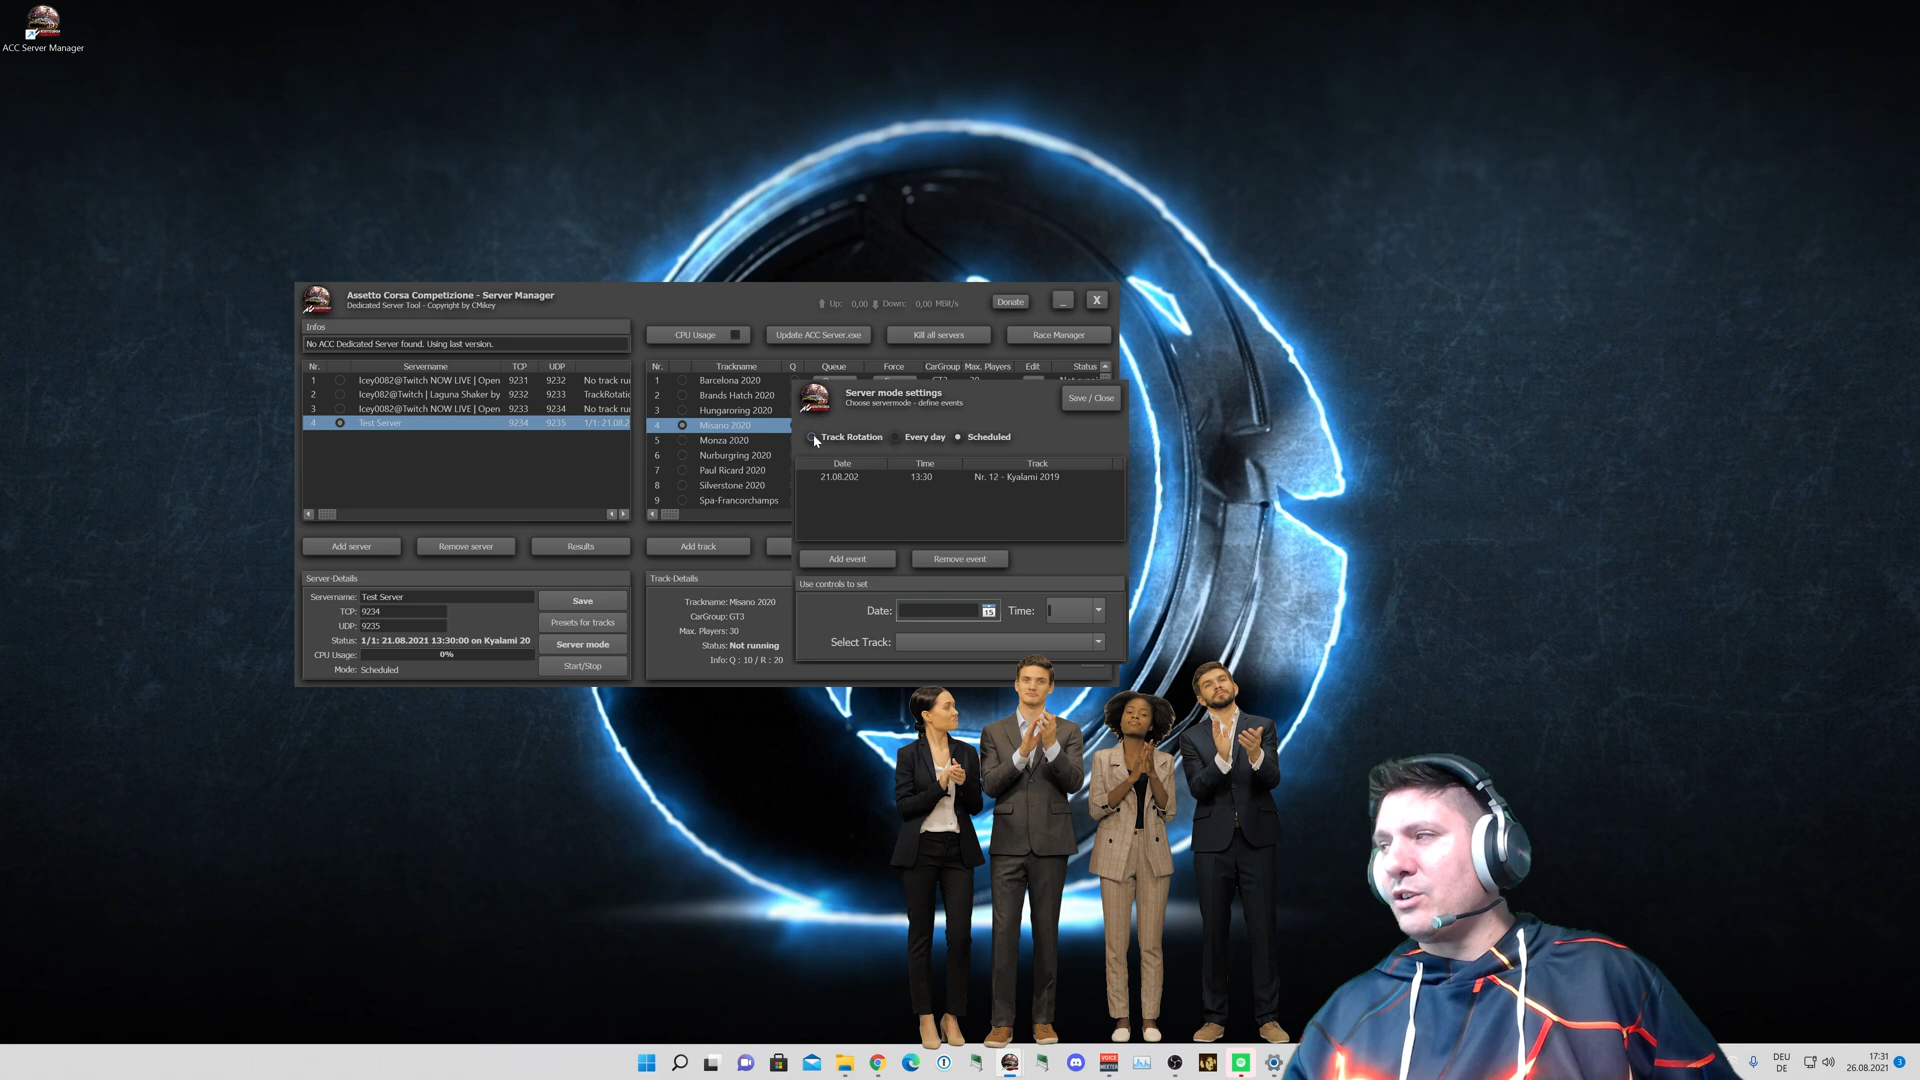 ACC Server Manager
Assetto Corsa Competizione - Server Manager
Dedicated Server Tool - Copyright by CMikey
Up: 0,00 Down: 0,00 MBit/s
Donate
_
X
Infos
No ACC Dedicated Server found. Using last version.
CPU Usage
Update ACC Server.exe
Kill all servers
Race Manager
Nr. Servername TCP UDP
1 Icey0082@Twitch NOW LIVE | Open 9231 9232 No track ru
2 Icey0082@Twitch | Laguna Shaker by 9232 9233 TrackRotatic
3 Icey0082@Twitch NOW LIVE | Open 9233 9234 No track ru
4 Test Server 9234 9235 1/1: 21.08.2
Nr. Trackname Q Queue Force CarGroup Max. Players Edit Status
1 Barcelona 2020
2 Brands Hatch 2020
3 Hungaroring 2020
4 Misano 2020
5 Monza 2020
6 Nurburgring 2020
7 Paul Ricard 2020
8 Silverstone 2020
9 Spa-Francorchamps
Server mode settings
Choose servermode - define events
Save / Close
Track Rotation Every day Scheduled
Date Time Track
21.08.202 13:30 Nr. 12 - Kyalami 2019
Add event
Remove event
Use controls to set
Date: 15 Time:
Select Track:
Add server
Remove server
Results
Add track
Server-Details
Servername: Test Server
TCP: 9234
UDP: 9235
Status: 1/1: 21.08.2021 13:30:00 on Kyalami 20
CPU Usage: 0%
Mode: Scheduled
Save
Presets for tracks
Server mode
Start/Stop
Track-Details
Trackname: Misano 2020
CarGroup: GT3
Max. Players: 30
Status: Not running
Info: Q : 10 / R : 20
VOICE
MEETER
DEU
DE
17:31
26.08.2021
3